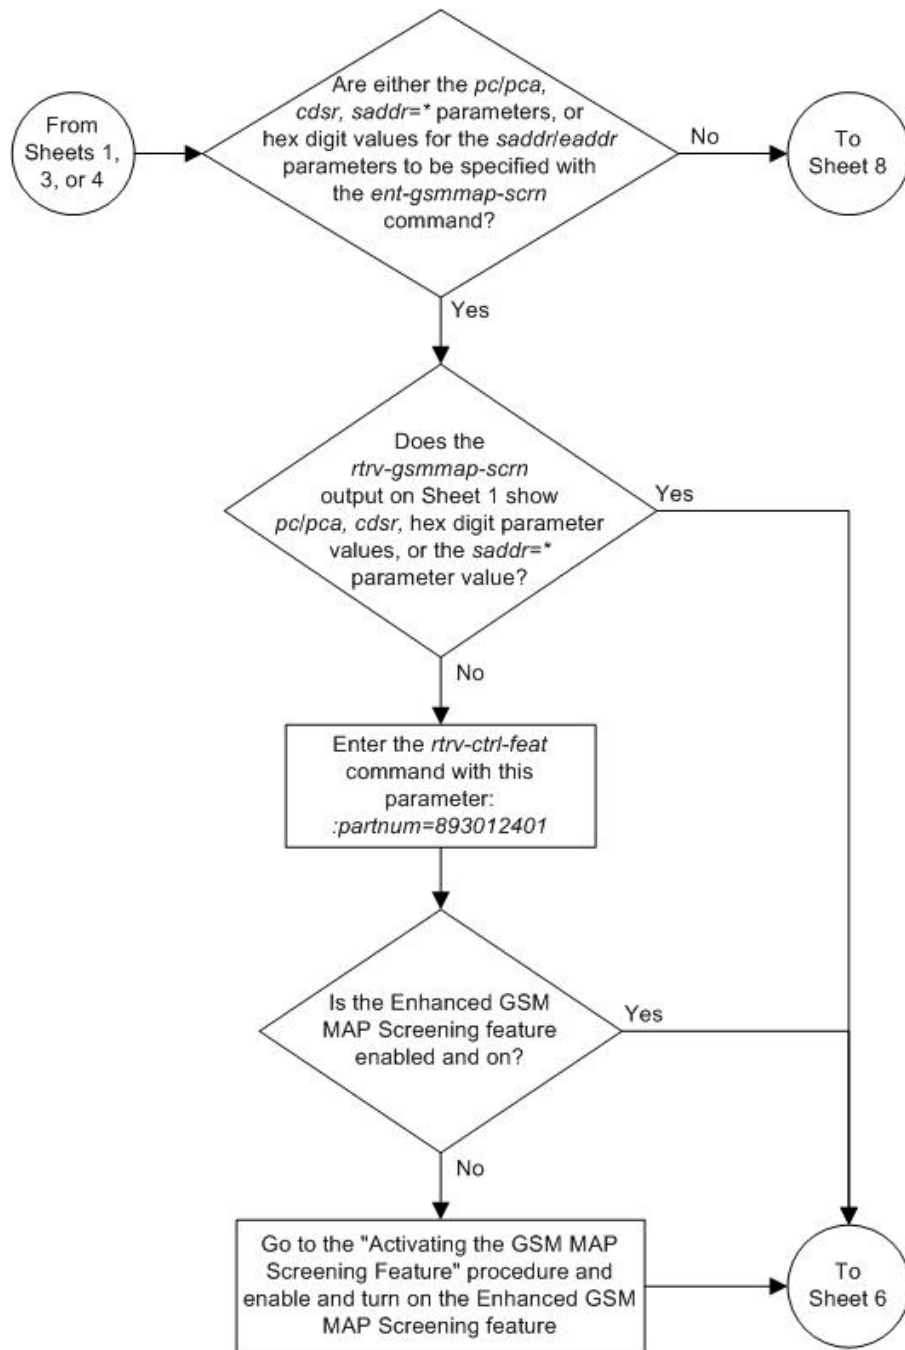 From
Sheets 1,
3, or 4
Are either the pc/pca,
cdsr, saddr=* parameters, or
hex digit values for the saddr/eaddr
parameters to be specified with
the ent-gsmmap-scrn
command?
No
To
Sheet 8
Yes
Does the
rtrv-gsmmap-scrn
output on Sheet 1 show
pc/pca, cdsr, hex digit parameter
values, or the saddr=*
parameter value?
Yes
No
Enter the rtrv-ctrl-feat
command with this
parameter:
:partnum=893012401
Is the Enhanced GSM
MAP Screening feature
enabled and on?
Yes
No
Go to the "Activating the GSM MAP
Screening Feature" procedure and
enable and turn on the Enhanced GSM
MAP Screening feature
To
Sheet 6